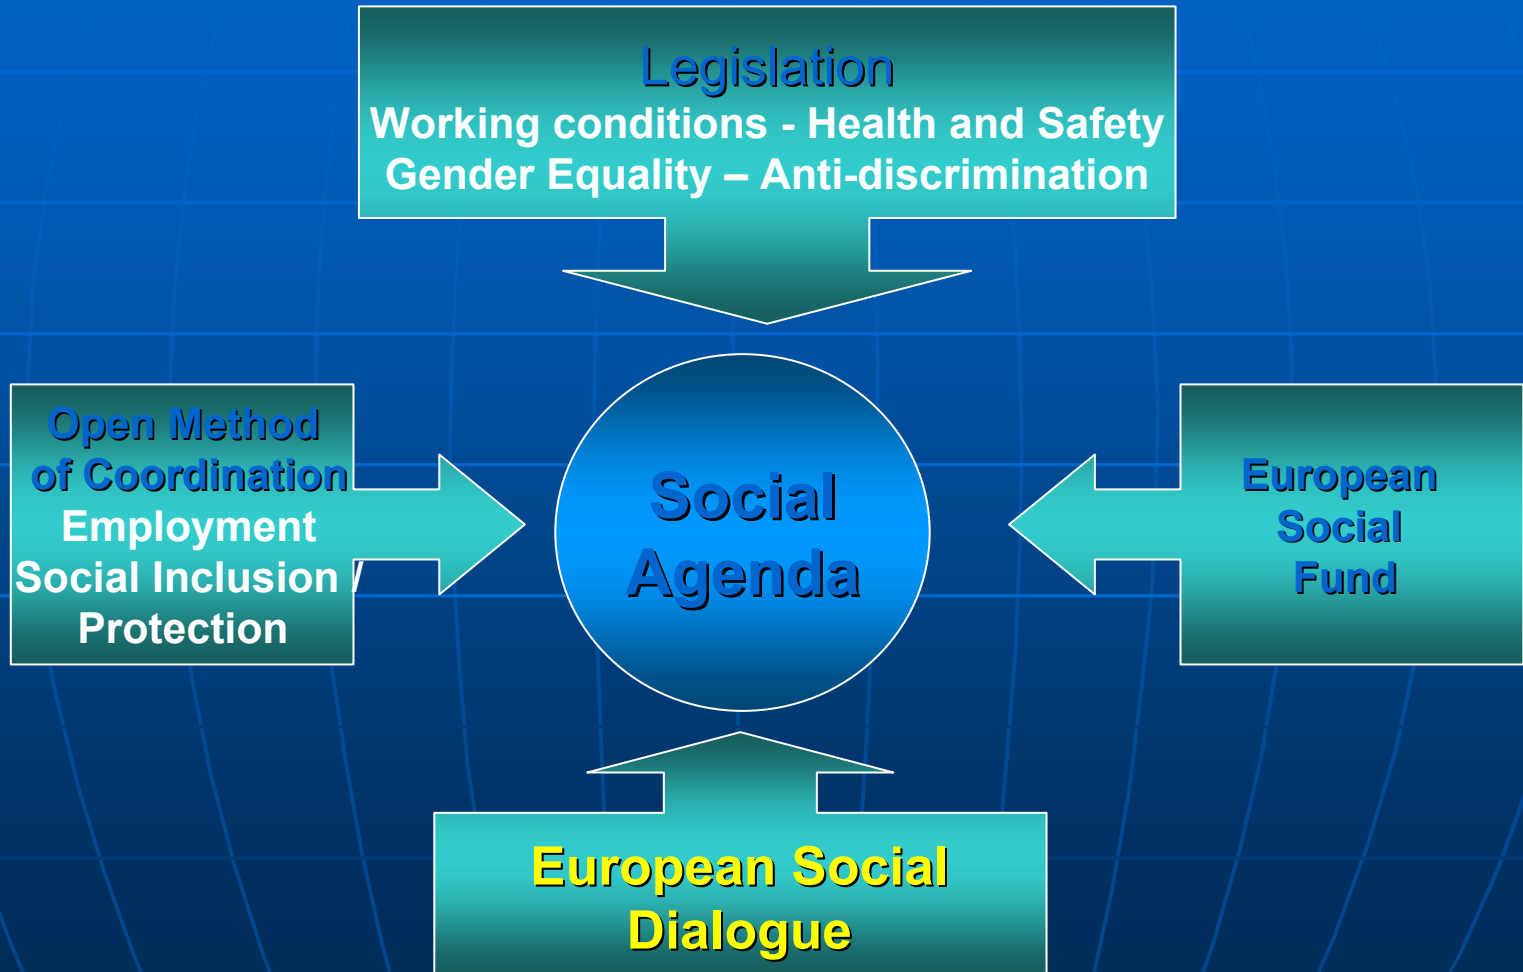 Legislation
Working conditions - Health and Safety
Gender Equality – Anti-discrimination
Open Method
of Coordination
Employment
Social Inclusion /
Protection
Social
Agenda
European
Social
Fund
European Social
Dialogue